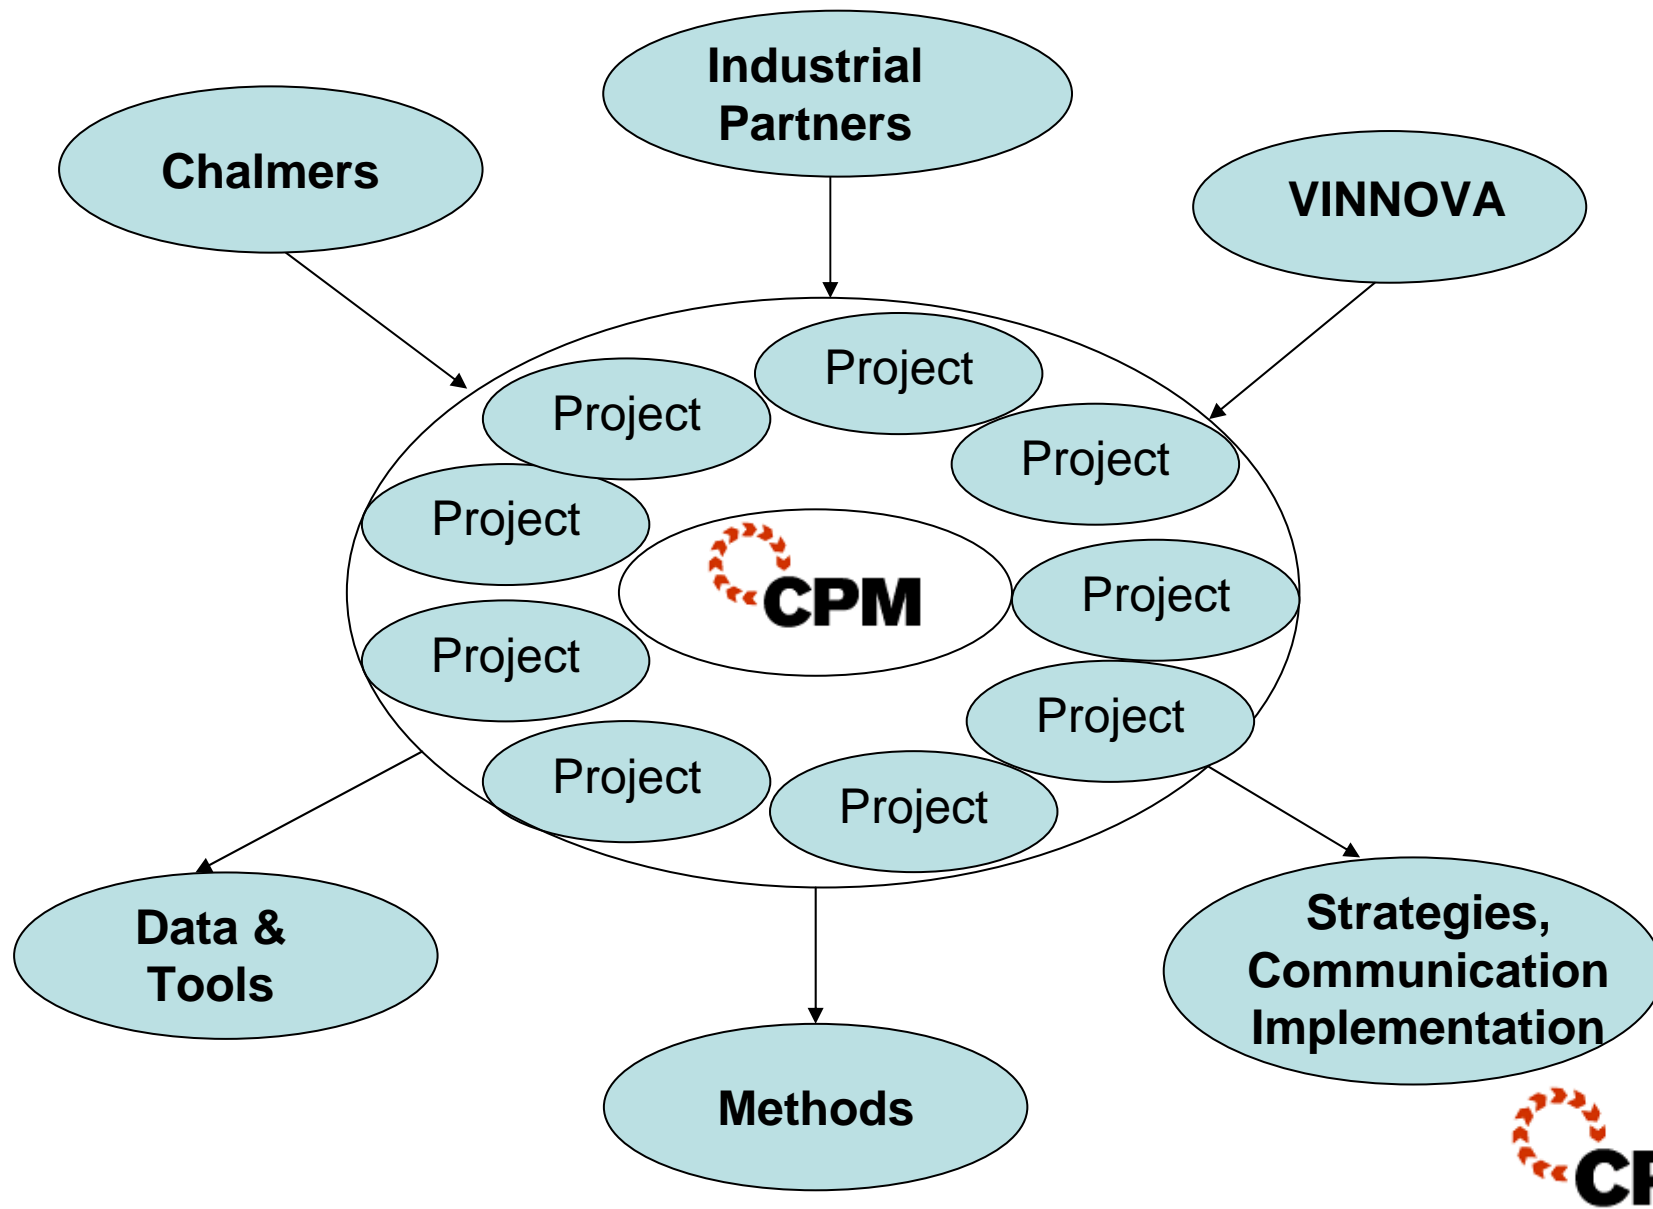 Industrial
Partners
Chalmers
VINNOVA
Project
Project
Project
Project
CPM
Project
Project
Project
Project
Project
Data &
Tools
Strategies,
Communication
Implementation
Methods
CP